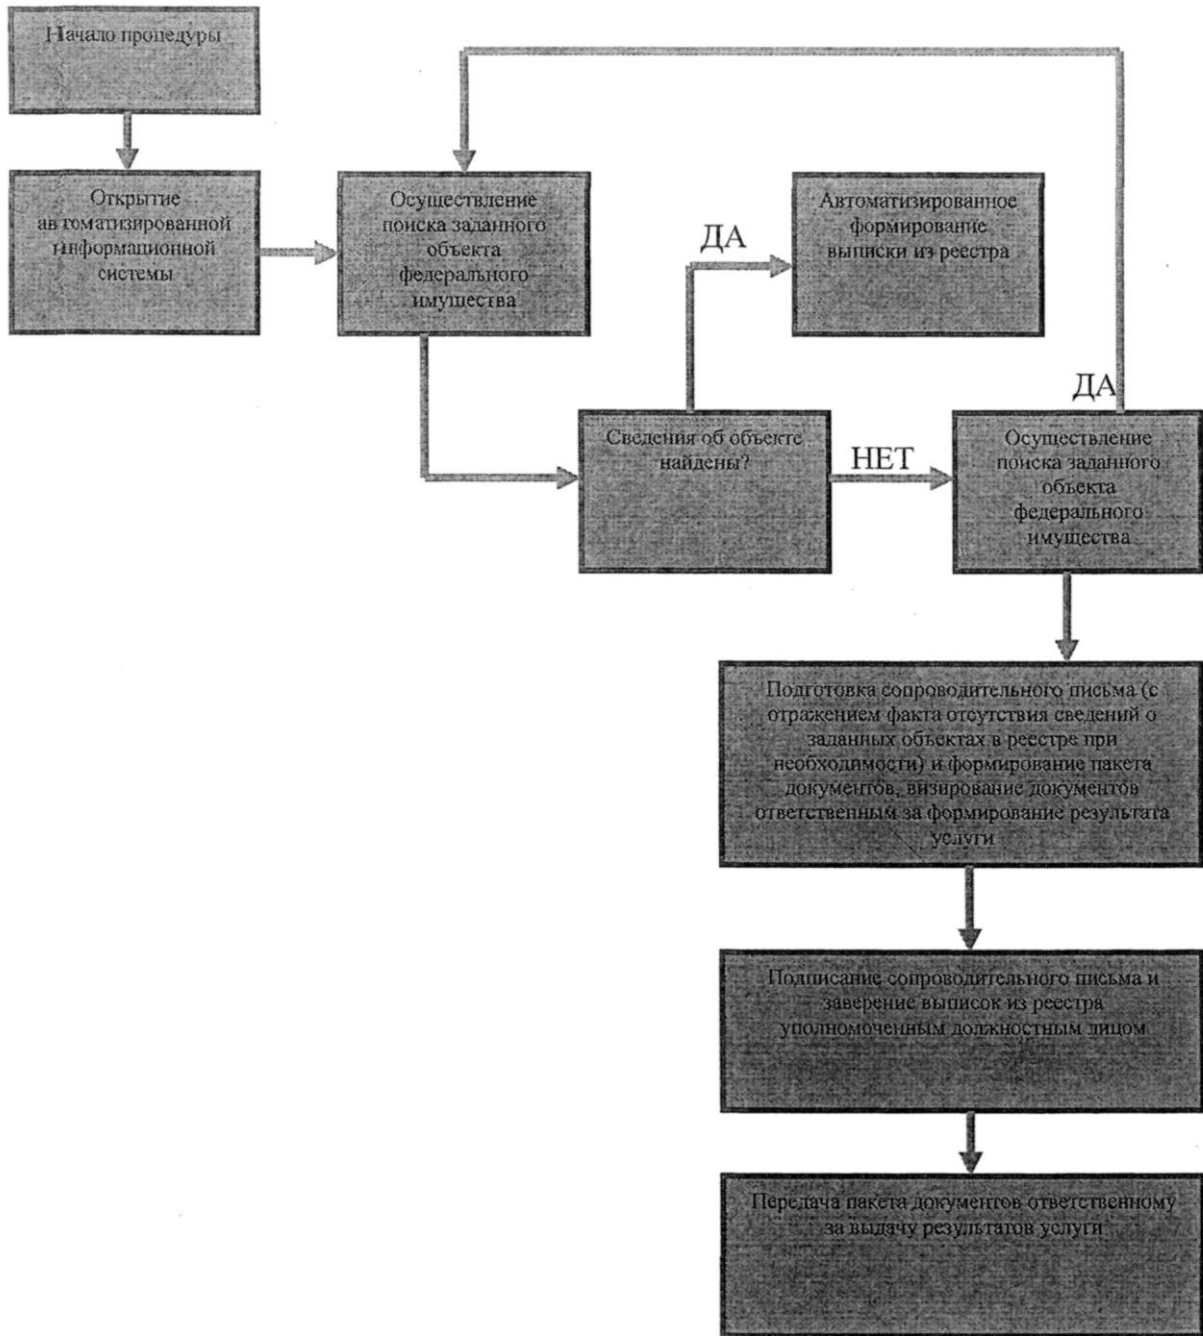 Начало процедуры
Открытие
автоматизированной
информационной
системы
Осуществление
поиска заданного
объекта
федерального
имущества
ДА
Автоматизированное
формирование
выписки из реестра
Сведения об объекте
найдены?
НЕТ
ДА
Осуществление
поиска заданного
объекта
федерального
имущества
Подготовка сопроводительного письма (с
отражением факта отсутствия сведений о
заданных объектах в реестре при
необходимости) и формирование пакета
документов, визирование документов
ответственным за формирование результата
услуги
Подписание сопроводительного письма и
заверение выписок из реестра
уполномоченным должностным лицом
Передача пакета документов ответственному
за выдачу результатов услуги